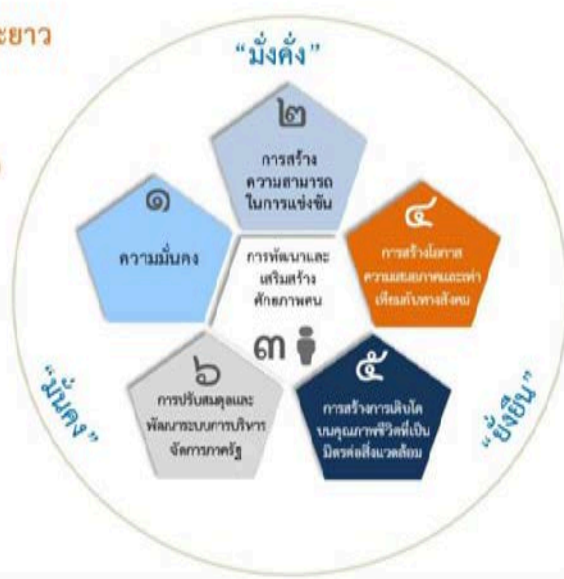 ะยาว
“มั่งคั่ง”
๒
การสร้าง
ความสามารถ
ในการแข่งขัน
๑
ความมั่นคง
๔
การสร้างโอกาส
ความเสมอภาคและเท่า
เทียมกันทางสังคม
การพัฒนาและ
เสริมสร้าง
ศักยภาพคน
๓
๖
การปรับสมดุลและ
พัฒนาระบบการบริหาร
จัดการภาครัฐ
๕
การสร้างการเติบโต
บนคุณภาพชีวิตที่เป็น
มิตรต่อสิ่งแวดล้อม
“มั่นคง”
“ยั่งยืน”